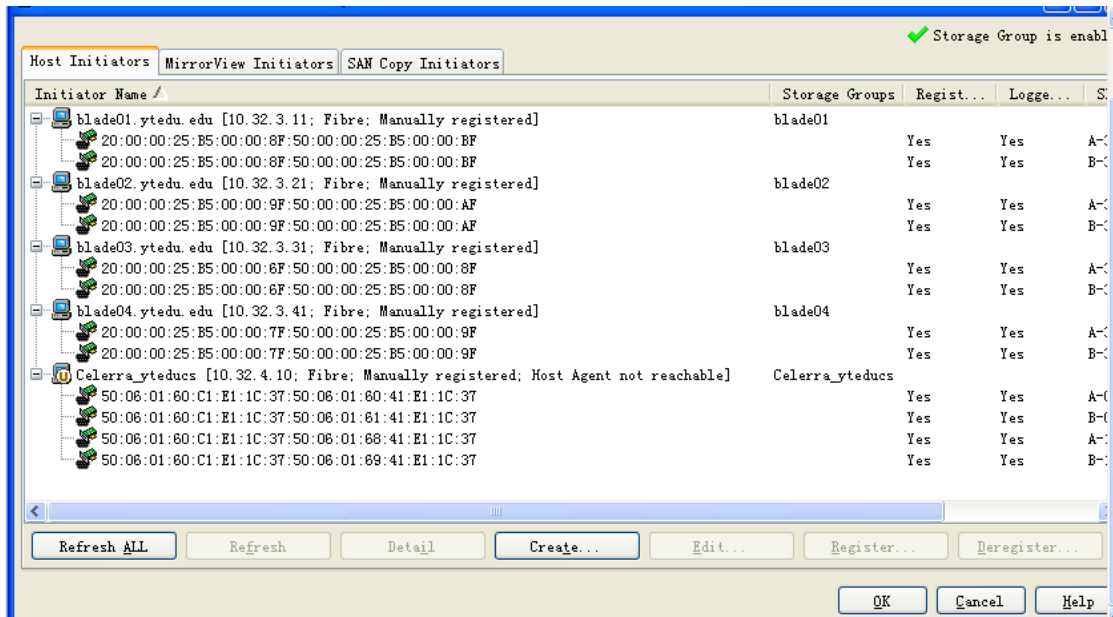 Storage Group is enabl
Host Initiators MirrorView Initiators SAN Copy Initiators
Initiator Name Storage Groups Regist... Logge... S
blade01.ytedu.edu [10.32.3.11; Fibre; Manually registered] blade01
20:00:00:25:B5:00:00:8F:50:00:00:25:B5:00:00:BF Yes Yes A-3
20:00:00:25:B5:00:00:8F:50:00:00:25:B5:00:00:BF Yes Yes B-3
blade02.ytedu.edu [10.32.3.21; Fibre; Manually registered] blade02
20:00:00:25:B5:00:00:9F:50:00:00:25:B5:00:00:AF Yes Yes A-3
20:00:00:25:B5:00:00:9F:50:00:00:25:B5:00:00:AF Yes Yes B-3
blade03.ytedu.edu [10.32.3.31; Fibre; Manually registered] blade03
20:00:00:25:B5:00:00:6F:50:00:00:25:B5:00:00:8F Yes Yes A-3
20:00:00:25:B5:00:00:6F:50:00:00:25:B5:00:00:8F Yes Yes B-3
blade04.ytedu.edu [10.32.3.41; Fibre; Manually registered] blade04
20:00:00:25:B5:00:00:7F:50:00:00:25:B5:00:00:9F Yes Yes A-3
20:00:00:25:B5:00:00:7F:50:00:00:25:B5:00:00:9F Yes Yes B-3
Celerra_yteducs [10.32.4.10; Fibre; Manually registered; Host Agent not reachable] Celerra_yteducs
50:06:01:60:C1:E1:1C:37:50:06:01:60:41:E1:1C:37 Yes Yes A-0
50:06:01:60:C1:E1:1C:37:50:06:01:61:41:E1:1C:37 Yes Yes B-0
50:06:01:60:C1:E1:1C:37:50:06:01:68:41:E1:1C:37 Yes Yes A-1
50:06:01:60:C1:E1:1C:37:50:06:01:69:41:E1:1C:37 Yes Yes B-1
Refresh ALL Refresh Detail Create... Edit... Register... Deregister...
OK Cancel Help